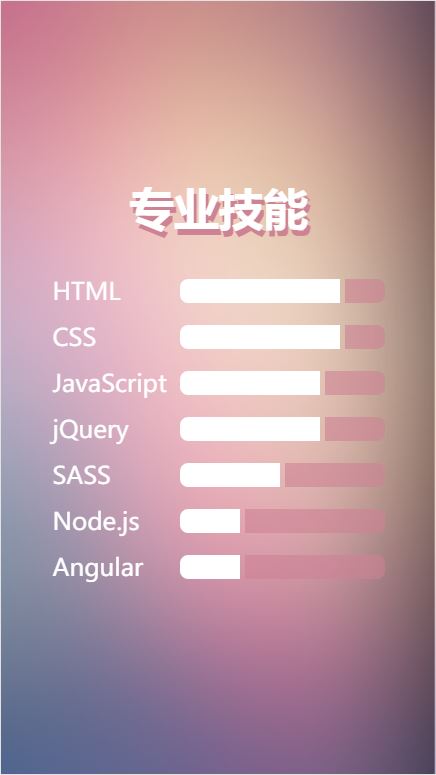 专业技能
HTML
CSS
JavaScript
jQuery
SASS
Node.js
Angular